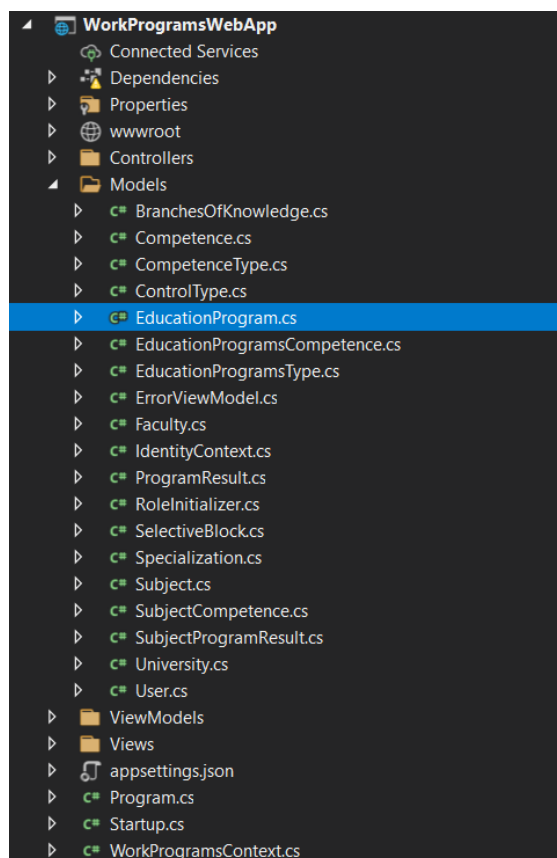 WorkProgramsWebApp
Connected Services
Dependencies
Properties
wwwroot
Controllers
Models
C# BranchesOfKnowledge.cs
C# Competence.cs
C# CompetenceType.cs
C# ControlType.cs
C# EducationProgram.cs
C# EducationProgramsCompetence.cs
C# EducationProgramsType.cs
C# ErrorViewModel.cs
C# Faculty.cs
C# IdentityContext.cs
C# ProgramResult.cs
C# RoleInitializer.cs
C# SelectiveBlock.cs
C# Specialization.cs
C# Subject.cs
C# SubjectCompetence.cs
C# SubjectProgramResult.cs
C# University.cs
C# User.cs
ViewModels
Views
appsettings.json
C# Program.cs
C# Startup.cs
C# WorkProgramsContext.cs